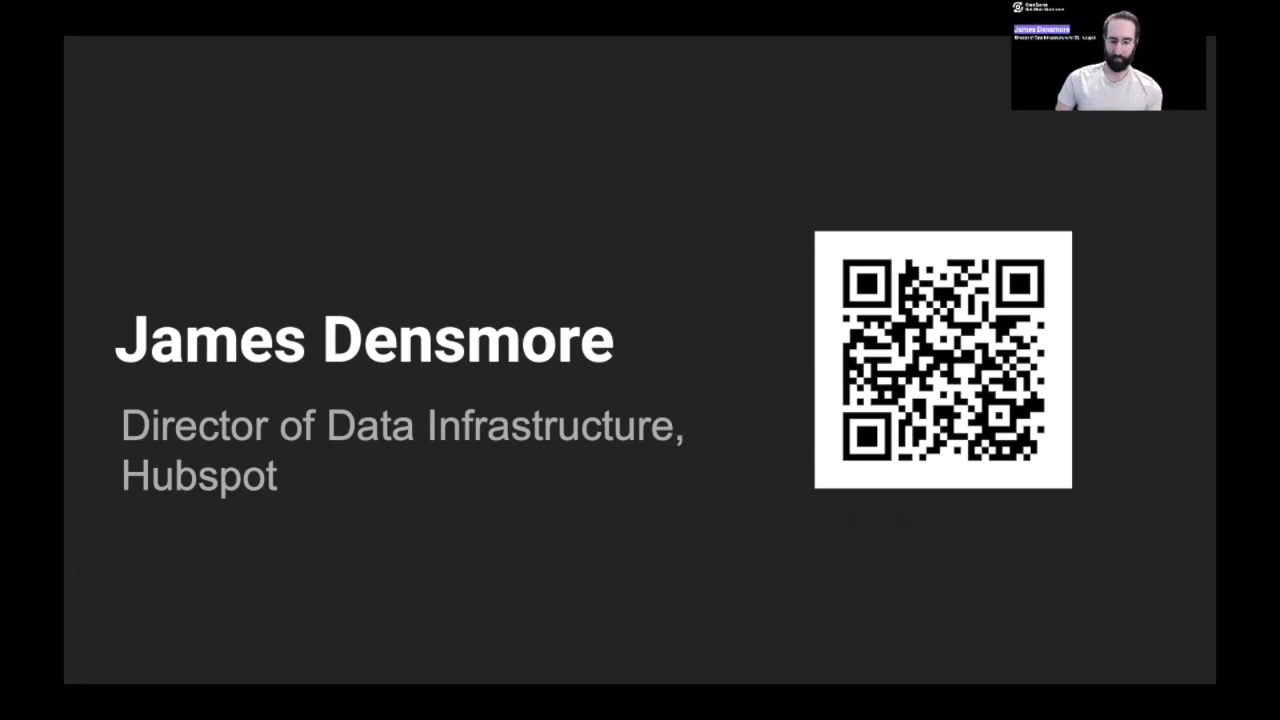 James Densmore
James Densmore
Director of Data Infrastructure,
Hubspot